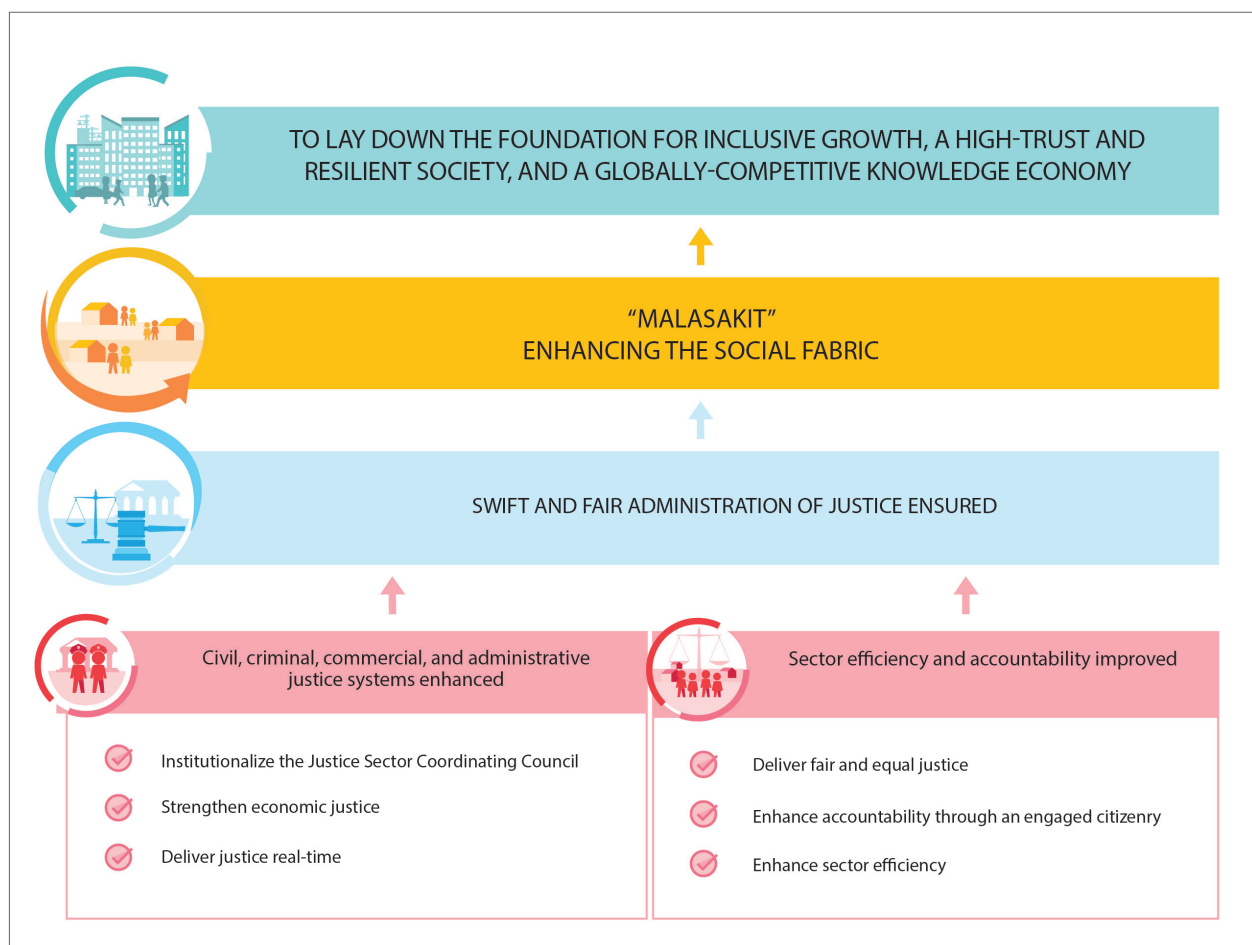 TO LAY DOWN THE FOUNDATION FOR INCLUSIVE GROWTH, A HIGH-TRUST AND
RESILIENT SOCIETY, AND A GLOBALLY-COMPETITIVE KNOWLEDGE ECONOMY
“MALASAKIT”
ENHANCING THE SOCIAL FABRIC
SWIFT AND FAIR ADMINISTRATION OF JUSTICE ENSURED
Civil, criminal, commercial, and administrative
justice systems enhanced
Institutionalize the Justice Sector Coordinating Council
Strengthen economic justice
Deliver justice real-time
Sector efficiency and accountability improved
Deliver fair and equal justice
Enhance accountability through an engaged citizenry
Enhance sector efficiency